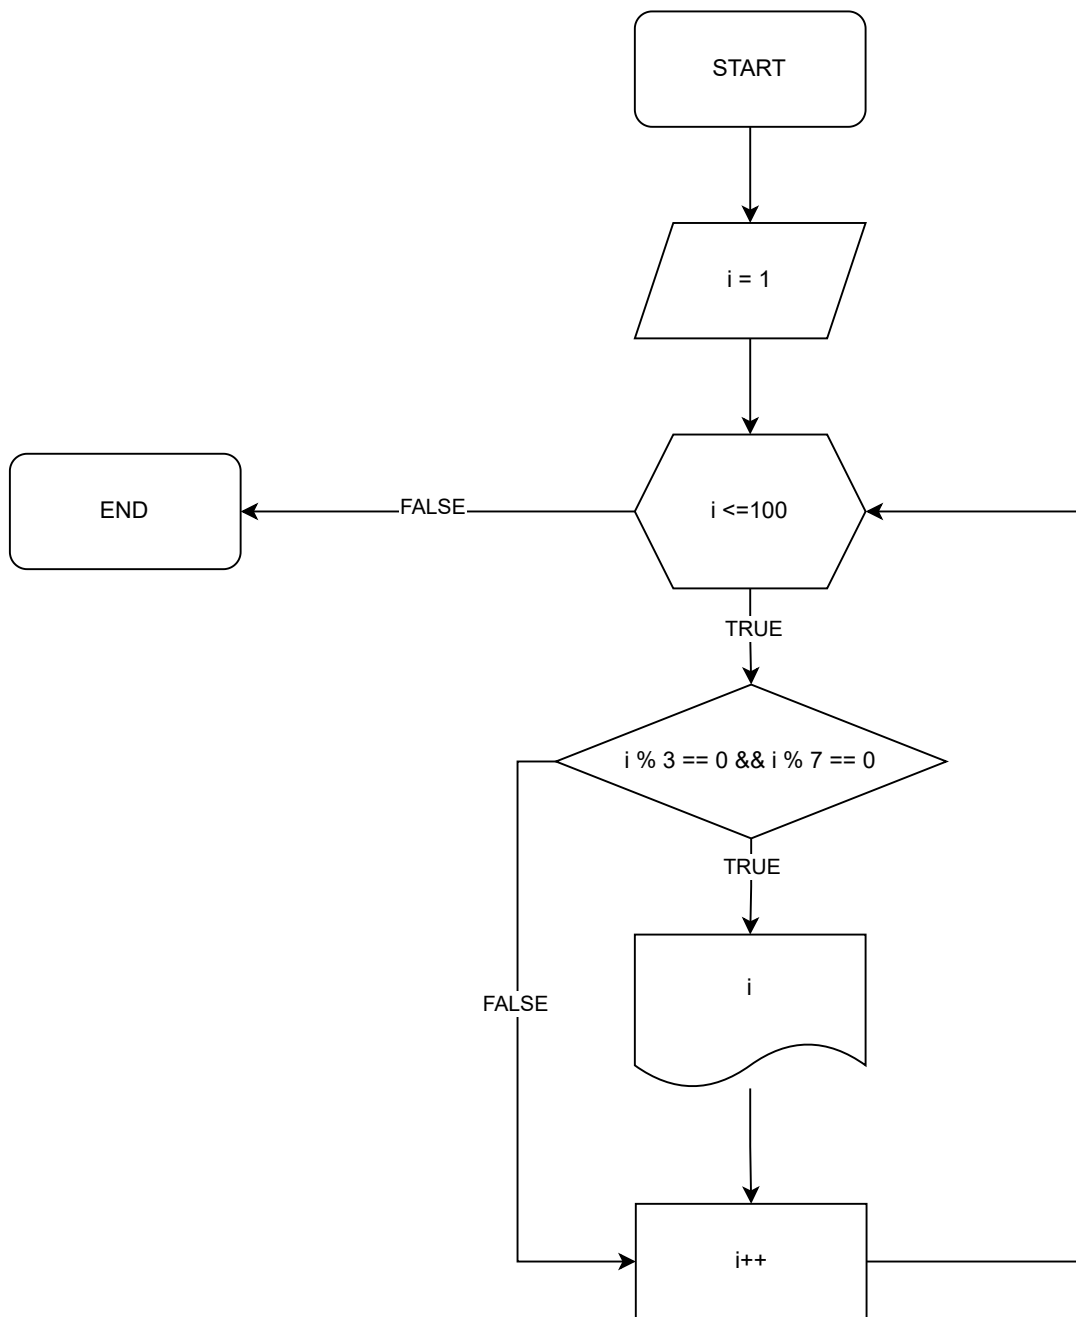 START
i = 1
i <=100
FALSE
END
TRUE
i % 3 == 0 && i % 7 == 0
TRUE
i
FALSE
i++